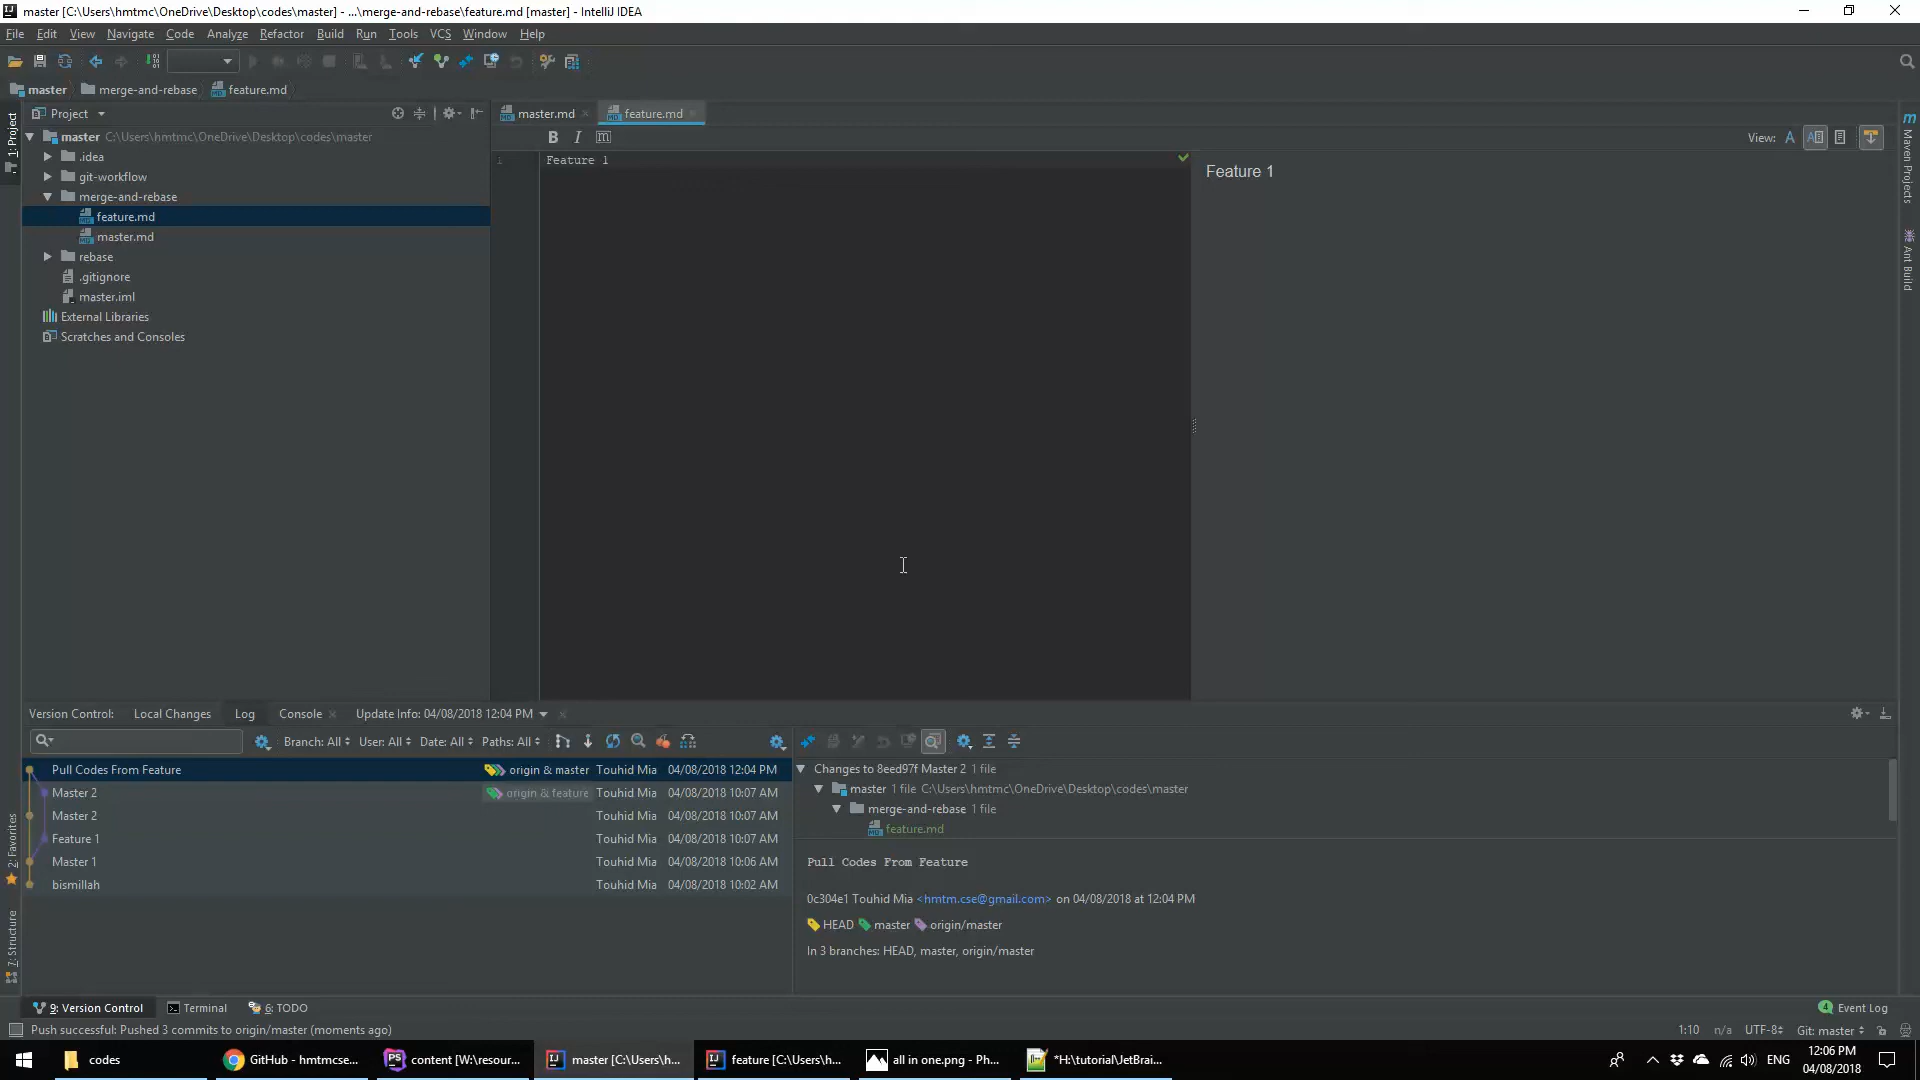 master [C:\Users\hmtmc\OneDrive\Desktop\codes\master] - ...\merge-and-rebase\feature.md [master] - IntelliJ IDEA
File Edit View Navigate Code Analyze Refactor Build Run Tools VCS Window Help
master merge-and-rebase feature.md
1: Project
Project
master C:\Users\hmtmc\OneDrive\Desktop\codes\master
.idea
git-workflow
merge-and-rebase
feature.md
master.md
rebase
.gitignore
master.iml
External Libraries
Scratches and Consoles
master.md feature.md
B I m
View: A
1 Feature 1
Feature 1
Maven Projects
Ant Build
Version Control: Local Changes Log Console Update Info: 04/08/2018 12:04 PM
Branch: All User: All Date: All Paths: All
Pull Codes From Feature origin & master Touhid Mia 04/08/2018 12:04 PM
Master 2 origin & feature Touhid Mia 04/08/2018 10:07 AM
Master 2 Touhid Mia 04/08/2018 10:07 AM
Feature 1 Touhid Mia 04/08/2018 10:07 AM
Master 1 Touhid Mia 04/08/2018 10:06 AM
bismillah Touhid Mia 04/08/2018 10:02 AM
Changes to 8eed97f Master 2 1 file
master 1 file C:\Users\hmtmc\OneDrive\Desktop\codes\master
merge-and-rebase 1 file
feature.md
Pull Codes From Feature
0c304e1 Touhid Mia <hmtm.cse@gmail.com> on 04/08/2018 at 12:04 PM
HEAD master origin/master
In 3 branches: HEAD, master, origin/master
2: Favorites
7: Structure
9: Version Control Terminal 6: TODO
4 Event Log
Push successful: Pushed 3 commits to origin/master (moments ago)
1:10 n/a UTF-8 Git: master
codes
GitHub - hmtmcse...
content [W:\resour...
master [C:\Users\h...
feature [C:\Users\h...
all in one.png - Ph...
*H:\tutorial\JetBrai...
ENG
12:06 PM
04/08/2018